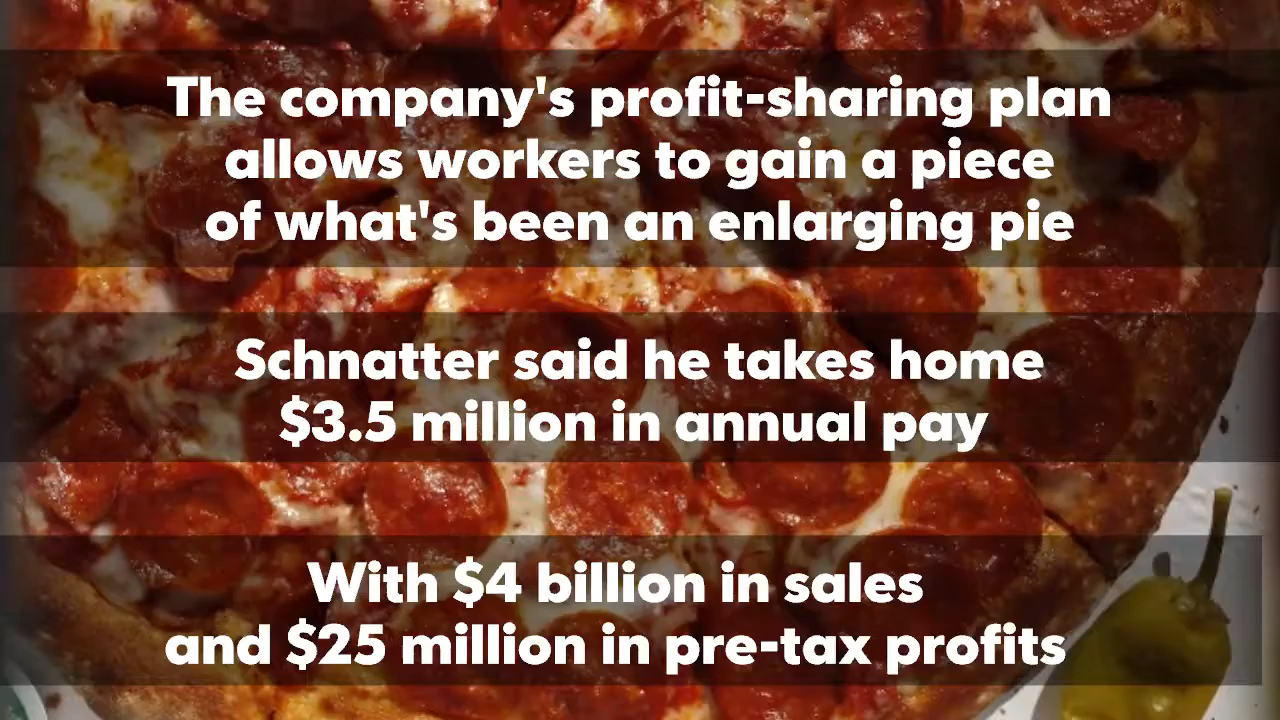 The company's profit-sharing plan
allows workers to gain a piece
of what's been an enlarging pie
Schnatter said he takes home
$3.5 million in annual pay
With $4 billion in sales
and $25 million in pre-tax profits